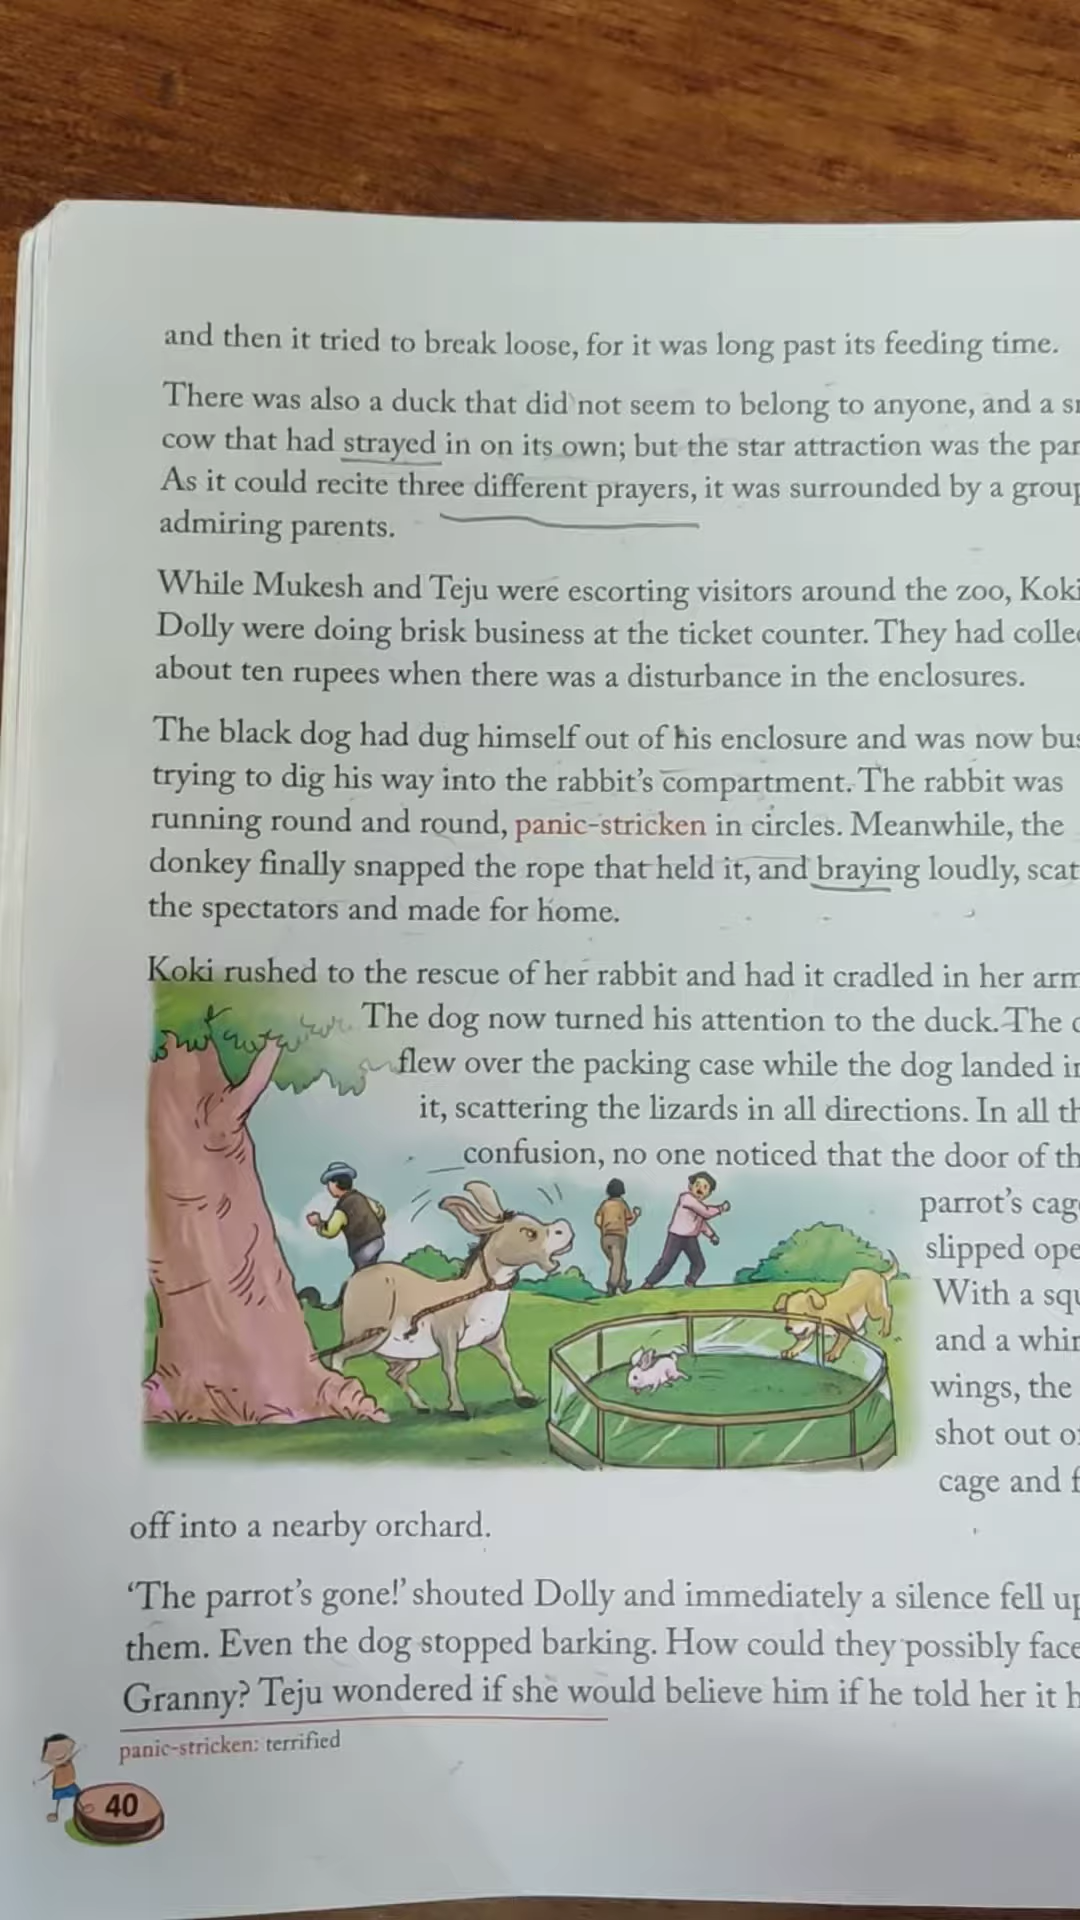 and then it tried to break loose, for it was long past its feeding time.
There was also a duck that did not seem to belong to anyone, and a
cow that had strayed in on its own; but the star attraction was the
As it could recite three different prayers, it was surrounded by a group
admiring parents.
While Mukesh and Teju were escorting visitors around the zoo, Koki
Dolly were doing brisk business at the ticket counter. They had
about ten rupees when there was a disturbance in the enclosures.
The black dog had dug himself out of his enclosure and was now
trying to dig his way into the rabbit's compartment. The rabbit was
running round and round, panic-stricken in circles. Meanwhile, the
donkey finally snapped the rope that held it, and braying loudly,
the spectators and made for home.
Koki rushed to the rescue of her rabbit and had it cradled in her
The dog now turned his attention to the duck. The
flew over the packing case while the dog landed
it, scattering the lizards in all directions. In all
confusion, no one noticed that the door of
parrot's
slipped
With a
and a
wings, the
shot out
cage and
off into a nearby orchard.
'The parrot's gone!' shouted Dolly and immediately a silence fell
them. Even the dog stopped barking. How could they possibly face
Granny? Teju wondered if she would believe him if he told her it
panic-stricken: terrified
40